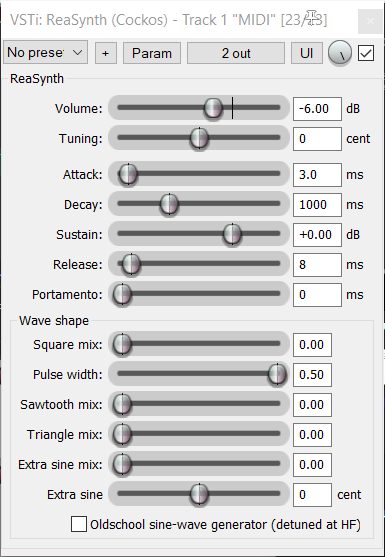 VSTi: ReaSynth (Cockos) - Track 1 "MIDI" [23/23]
No preset + Param 2 out UI
ReaSynth
Volume: -6.00 dB
Tuning: 0 cent
Attack: 3.0 ms
Decay: 1000 ms
Sustain: +0.00 dB
Release: 8 ms
Portamento: 0 ms
Wave shape
Square mix: 0.00
Pulse width: 0.50
Sawtooth mix: 0.00
Triangle mix: 0.00
Extra sine mix: 0.00
Extra sine 0 cent
Oldschool sine-wave generator (detuned at HF)